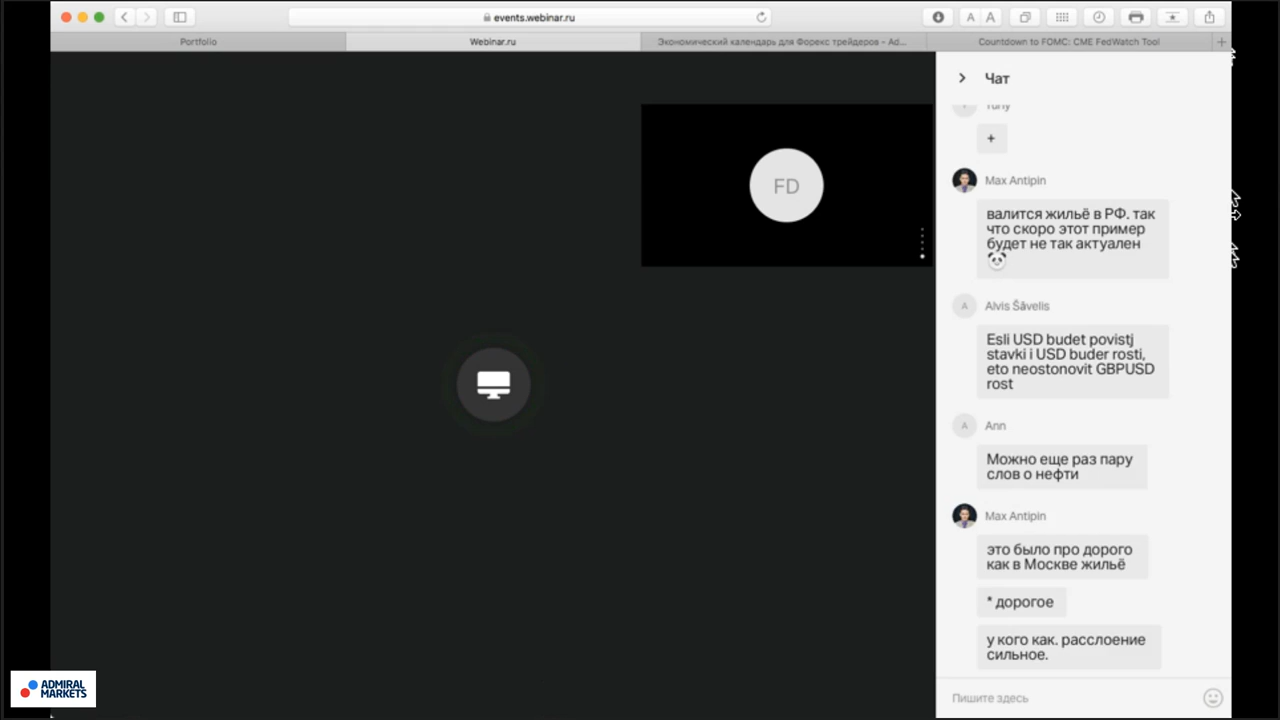 events.webinar.ru
A A
Portfolio
Webinar.ru
Экономический календарь для Форекс трейдеров - Ad...
Countdown to FOMC: CME FedWatch Tool
+
Чат
FD
+
Max Antipin
валится жильё в РФ. так
что скоро этот пример
будет не так актуален
A
Alvis Šāvelis
Esli USD budet povistj
stavki i USD buder rosti,
eto neostonovit GBPUSD
rost
A
Ann
Можно еще раз пару
слов о нефти
Max Antipin
это было про дорого
как в Москве жильё
* дорогое
у кого как. расслоение
сильное.
Пишите здесь
ADMIRAL
MARKETS